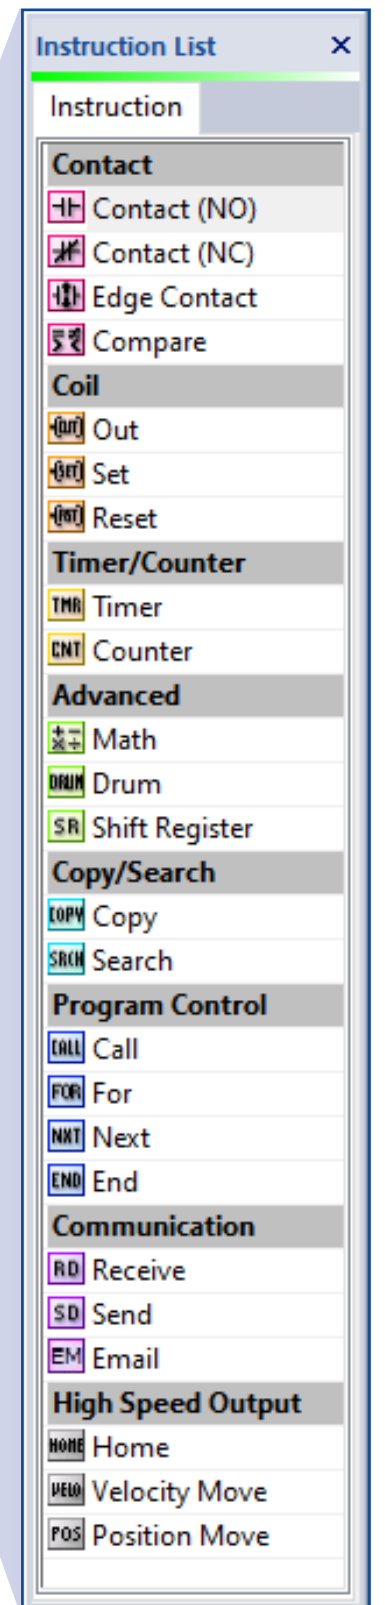 Instruction List
Instruction
Contact
Contact (NO)
Contact (NC)
Edge Contact
Compare
Coil
OUT Out
SET Set
RST Reset
Timer/Counter
TMR Timer
CNT Counter
Advanced
Math
DRUM Drum
SR Shift Register
Copy/Search
COPY Copy
SRCH Search
Program Control
CALL Call
FOR For
NXT Next
END End
Communication
RD Receive
SD Send
EM Email
High Speed Output
HOME Home
VELO Velocity Move
POS Position Move